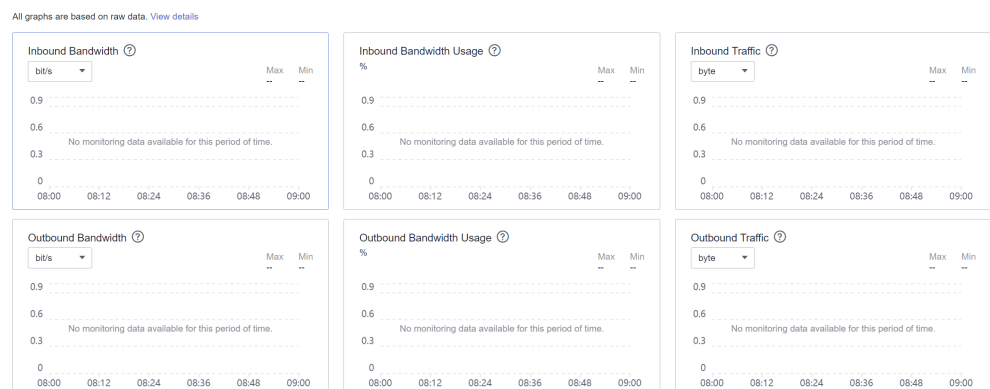 All graphs are based on raw data. View details
Inbound Bandwidth ?
bit/s
Max Min
-- --
0.9
0.6
No monitoring data available for this period of time.
0.3
0
08:00 08:12 08:24 08:36 08:48 09:00
Inbound Bandwidth Usage ?
%
Max Min
-- --
0.9
0.6
No monitoring data available for this period of time.
0.3
0
08:00 08:12 08:24 08:36 08:48 09:00
Inbound Traffic ?
byte
Max Min
-- --
0.9
0.6
No monitoring data available for this period of time.
0.3
0
08:00 08:12 08:24 08:36 08:48 09:00
Outbound Bandwidth ?
bit/s
Max Min
-- --
0.9
0.6
No monitoring data available for this period of time.
0.3
0
08:00 08:12 08:24 08:36 08:48 09:00
Outbound Bandwidth Usage ?
%
Max Min
-- --
0.9
0.6
No monitoring data available for this period of time.
0.3
0
08:00 08:12 08:24 08:36 08:48 09:00
Outbound Traffic ?
byte
Max Min
-- --
0.9
0.6
No monitoring data available for this period of time.
0.3
0
08:00 08:12 08:24 08:36 08:48 09:00